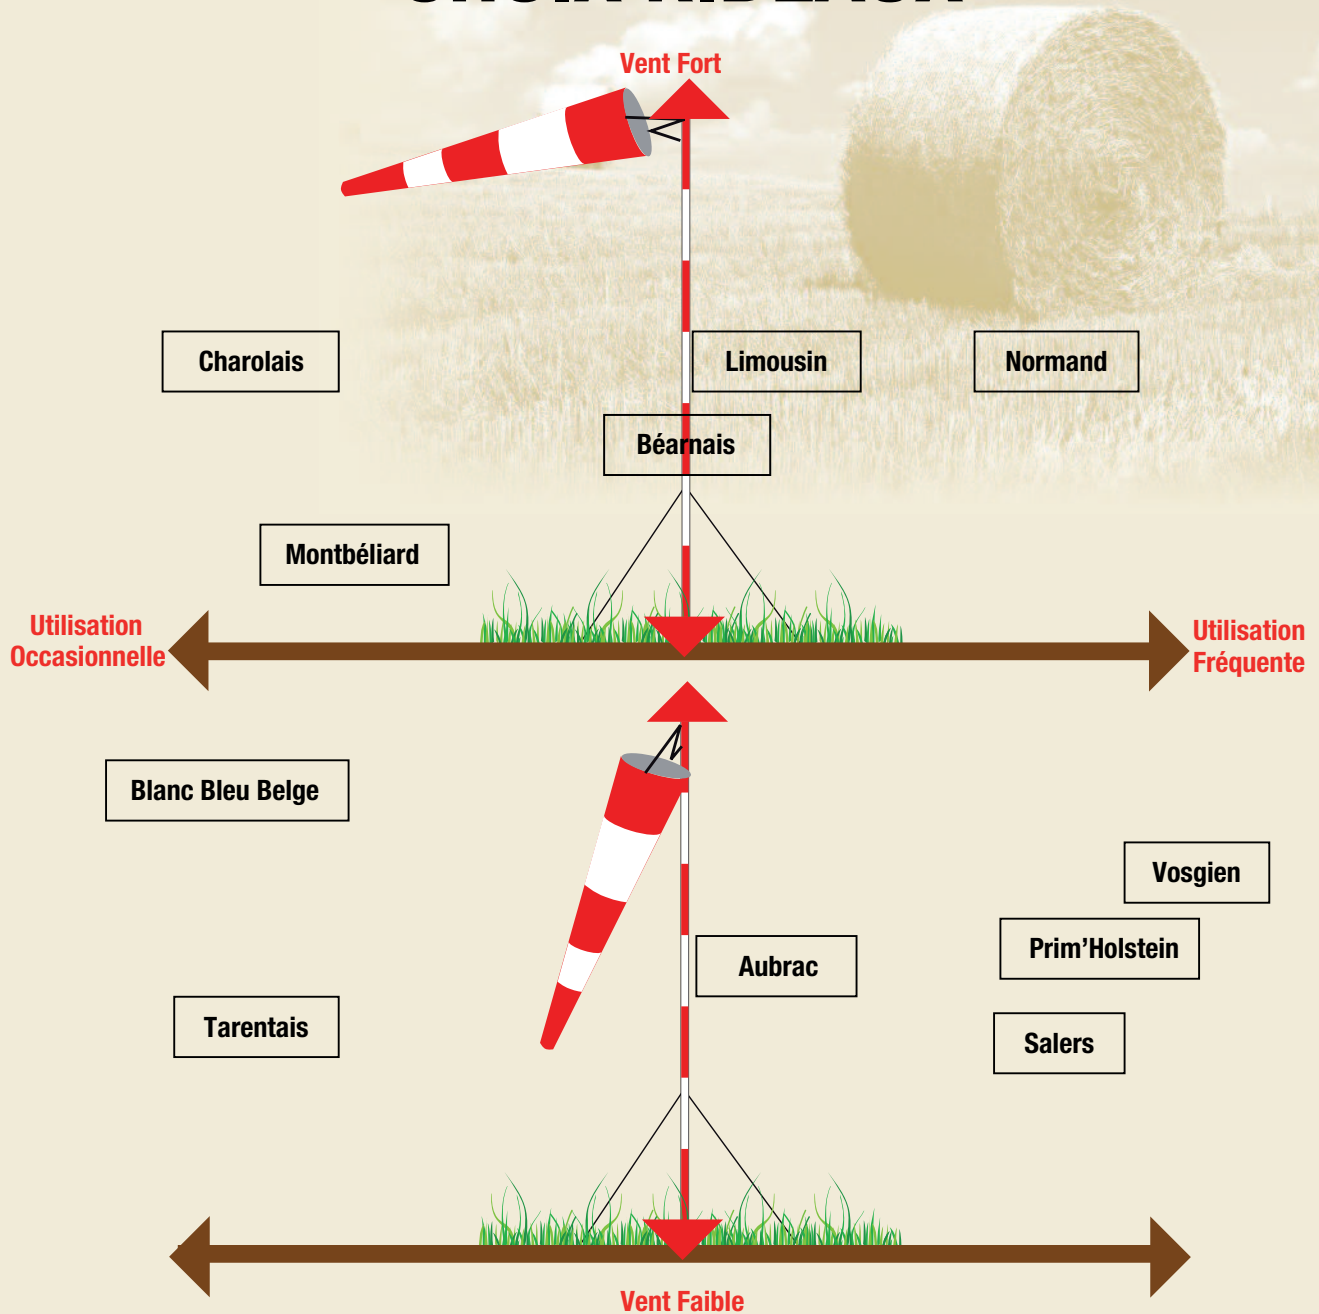 Vent Fort
Charolais
Limousin
Normand
Béarnais
Montbéliard
Utilisation
Occasionnelle
Utilisation
Fréquente
Blanc Bleu Belge
Vosgien
Prim’Holstein
Aubrac
Tarentais
Salers
Vent Faible